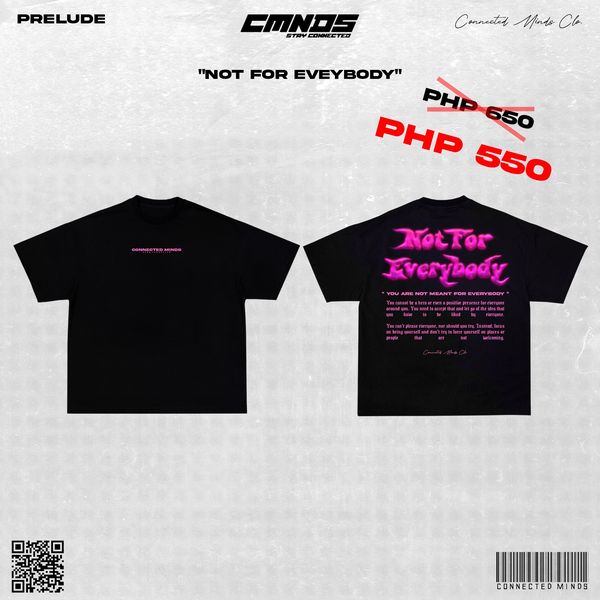 PRELUDE
CMNDS
STAY CONNECTED
Connected Minds Clo.
"NOT FOR EVEYBODY"
PHP 650
PHP 550
CONNECTED MINDS
Not For
Everybody
" YOU ARE NOT MEANT FOR EVERYBODY "
You cannot be a hero or even a positive presence for everyone
around you. You need to accept that and let go of the idea that
you have to be liked by everyone.
You can't please everyone, nor should you try. Instead, focus
on being yourself and don't try to force yourself on places or
people that are not welcoming.
Connected Minds Clo.
CONNECTED MINDS